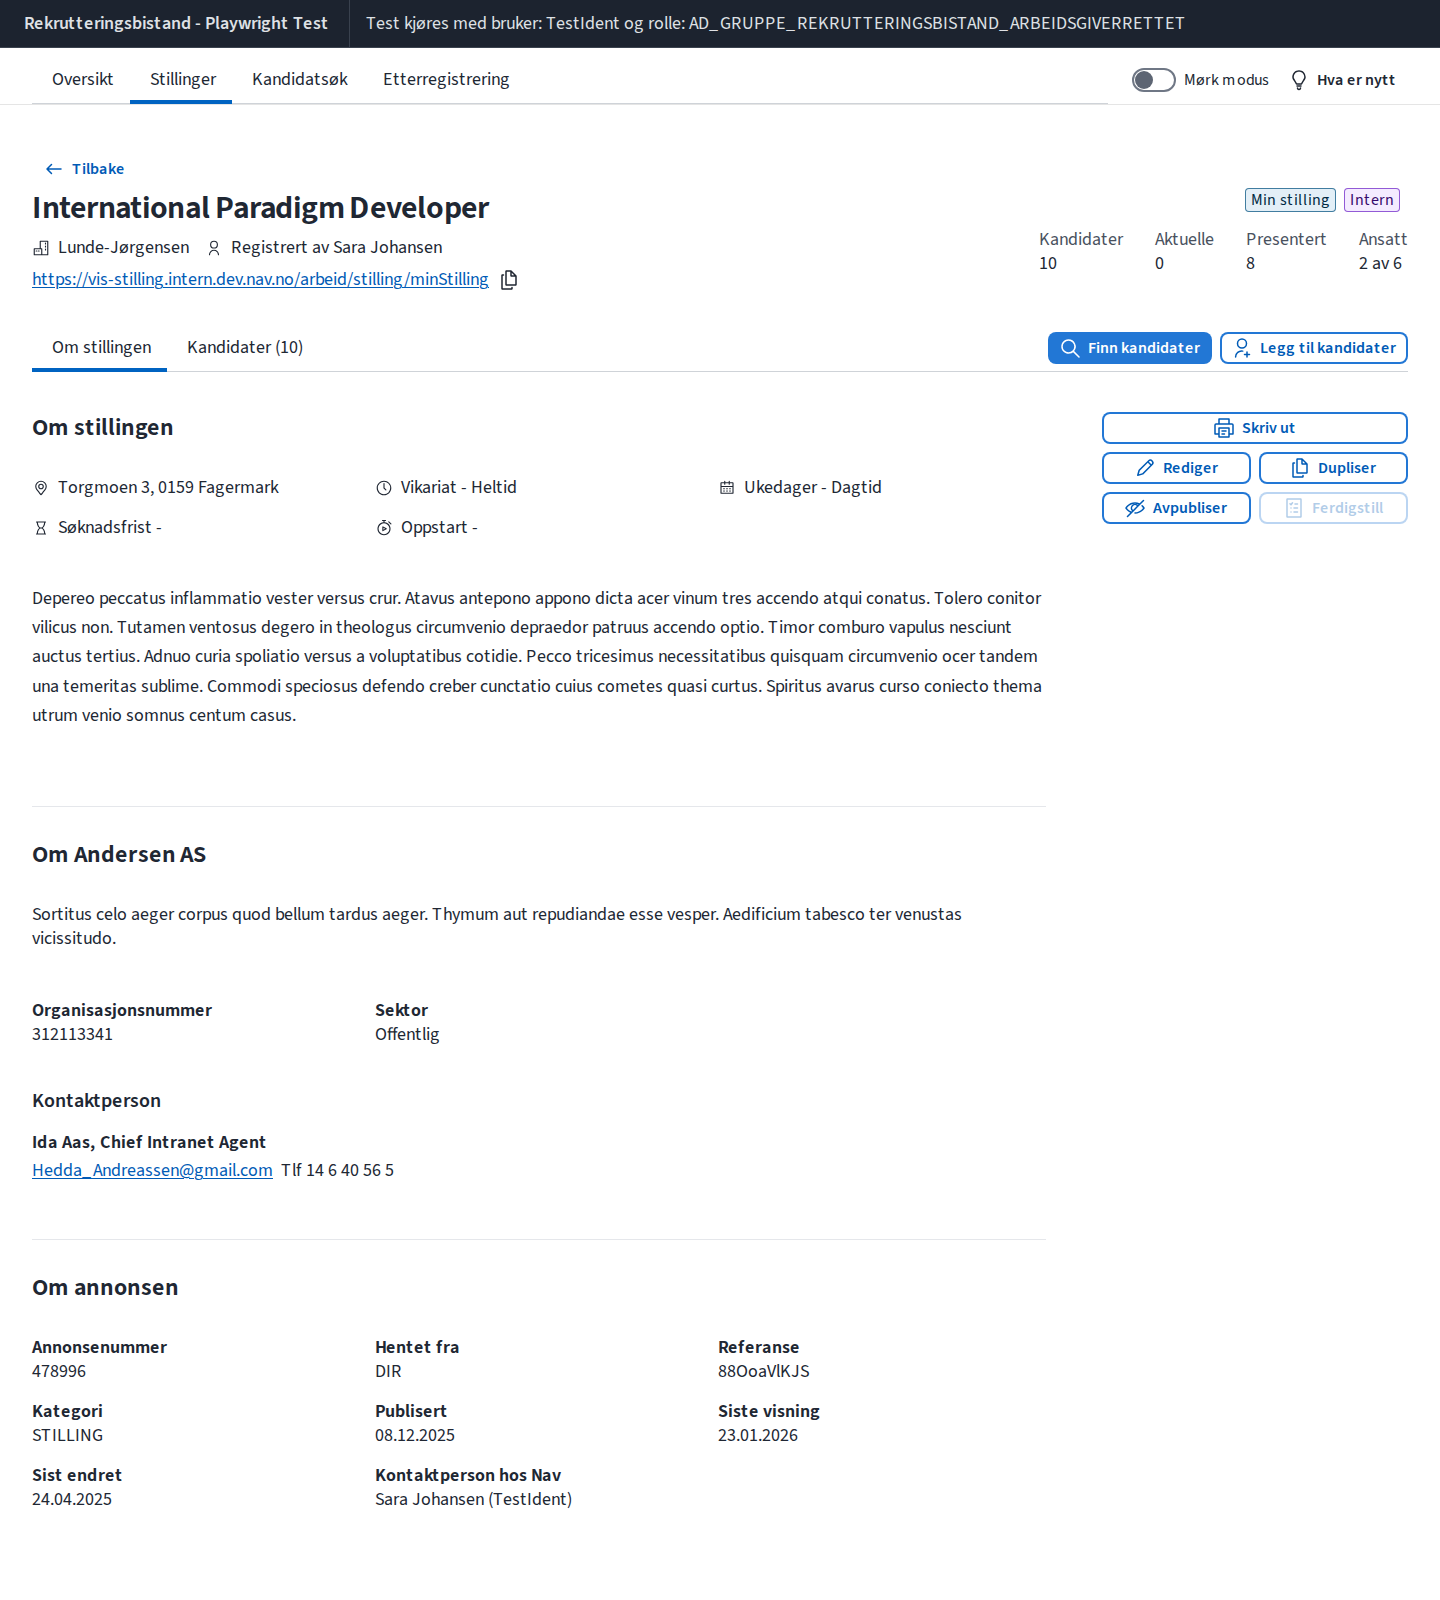 Rekrutteringsbistand - Playwright Test
Test kjøres med bruker: TestIdent og rolle: AD_GRUPPE_REKRUTTERINGSBISTAND_ARBEIDSGIVERRETTET
Oversikt
Stillinger
Kandidatsøk
Etterregistrering
Mørk modus
Hva er nytt
Tilbake
International Paradigm Developer
Min stilling
Intern
Lunde-Jørgensen
Registrert av Sara Johansen
https://vis-stilling.intern.dev.nav.no/arbeid/stilling/minStilling
Kandidater
10
Aktuelle
0
Presentert
8
Ansatt
2 av 6
Om stillingen
Kandidater (10)
Finn kandidater
Legg til kandidater
Om stillingen
Torgmoen 3, 0159 Fagermark
Vikariat - Heltid
Ukedager - Dagtid
Søknadsfrist -
Oppstart -
Skriv ut
Rediger
Dupliser
Avpubliser
Ferdigstill
Depereo peccatus inflammatio vester versus crur. Atavus antepono appono dicta acer vinum tres accendo atqui conatus. Tolero conitor
vilicus non. Tutamen ventosus degero in theologus circumvenio depraedor patruus accendo optio. Timor comburo vapulus nesciunt
auctus tertius. Adnuo curia spoliatio versus a voluptatibus cotidie. Pecco tricesimus necessitatibus quisquam circumvenio ocer tandem
una temeritas sublime. Commodi speciosus defendo creber cunctatio cuius cometes quasi curtus. Spiritus avarus curso coniecto thema
utrum venio somnus centum casus.
Om Andersen AS
Sortitus celo aeger corpus quod bellum tardus aeger. Thymum aut repudiandae esse vesper. Aedificium tabesco ter venustas
vicissitudo.
Organisasjonsnummer
312113341
Sektor
Offentlig
Kontaktperson
Ida Aas, Chief Intranet Agent
Hedda_Andreassen@gmail.com Tlf 14 6 40 56 5
Om annonsen
Annonsenummer
478996
Hentet fra
DIR
Referanse
88OoaVlKJS
Kategori
STILLING
Publisert
08.12.2025
Siste visning
23.01.2026
Sist endret
24.04.2025
Kontaktperson hos Nav
Sara Johansen (TestIdent)